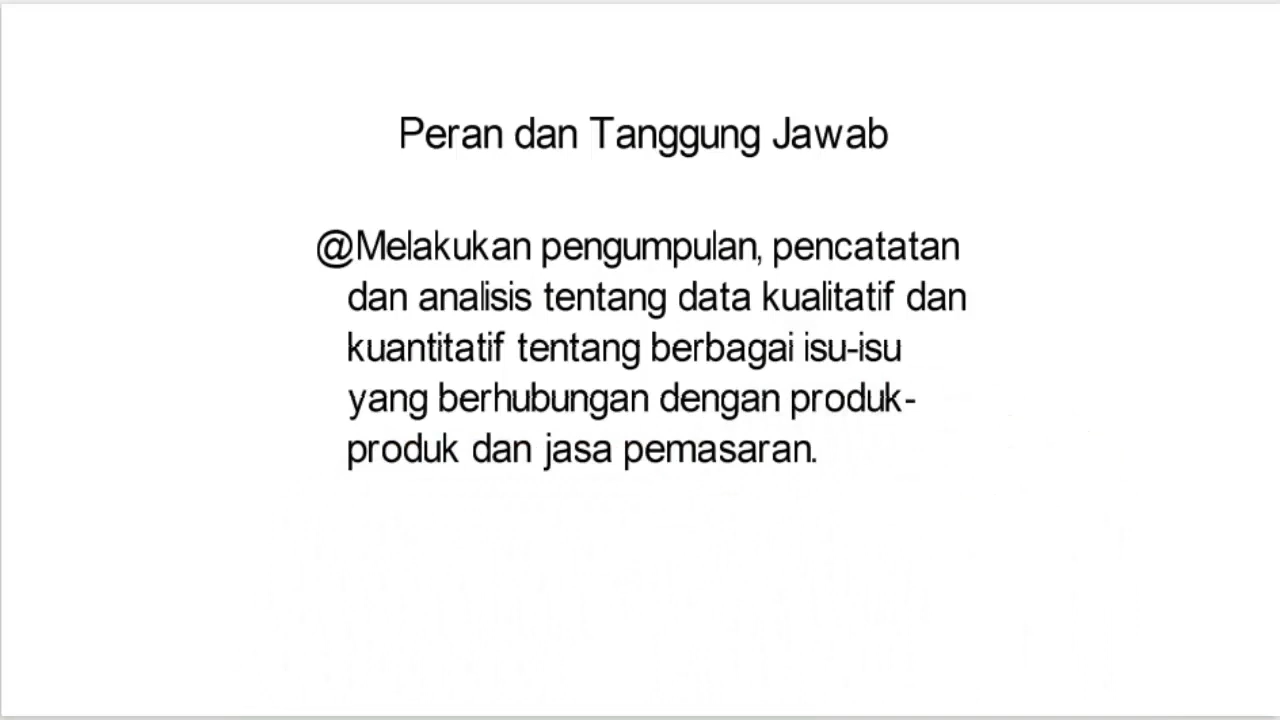 Peran dan Tanggung Jawab
@Melakukan pengumpulan, pencatatan
dan analisis tentang data kualitatif dan
kuantitatif tentang berbagai isu-isu
yang berhubungan dengan produk-
produk dan jasa pemasaran.